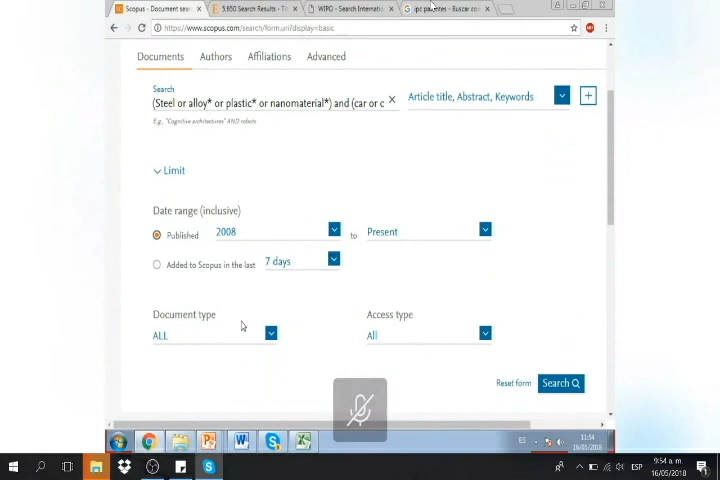 Scopus - Document sear
5,850 Search Results - Tr
WIPO - Search Internatio
ipc patentes - Buscar co
https://www.scopus.com/search/form.uri?display=basic
Documents Authors Affiliations Advanced
Search
(Steel or alloy* or plastic* or nanomaterial*) and (car or c
Article title, Abstract, Keywords
E.g., "Cognitive architectures" AND robots
Limit
Date range (inclusive)
Published 2008 to Present
Added to Scopus in the last 7 days
Document type Access type
ALL All
Reset form Search
ES 11:54
16/05/2018
ESP 9:54 a. m.
16/05/2018